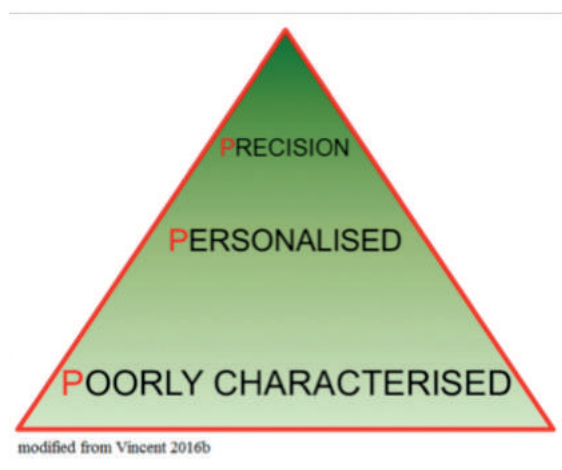 PRECISION
PERSONALISED
POORLY CHARACTERISED
modified from Vincent 2016b